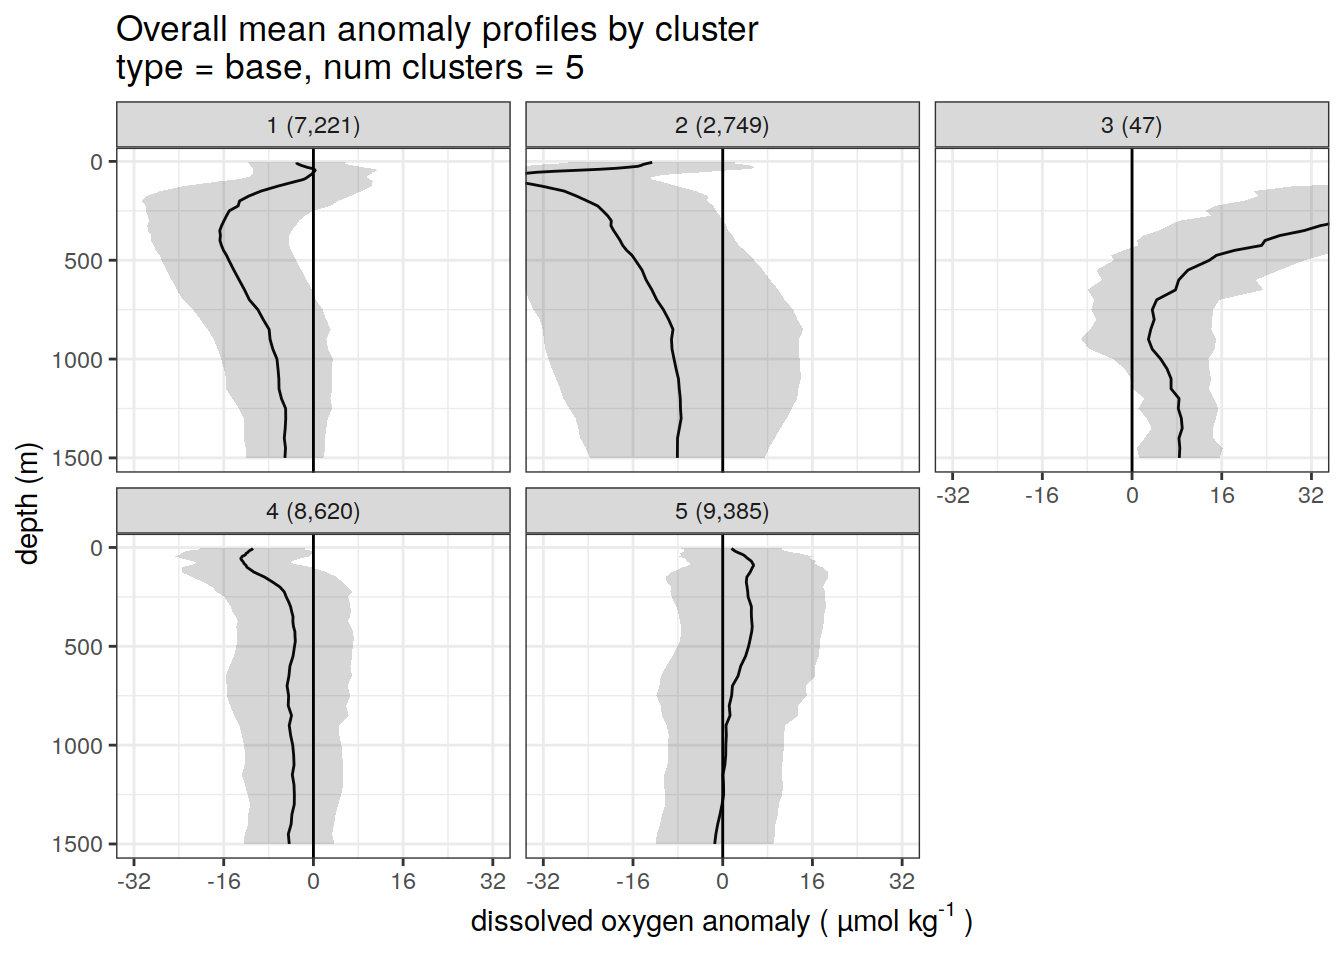 Overall mean anomaly profiles by cluster
type = base, num clusters = 5
1 (7,221)
2 (2,749)
3 (47)
0
500
1000
1500
-32 -16 0 16 32
4 (8,620)
5 (9,385)
0
500
1000
1500
-32 -16 0 16 32
-32 -16 0 16 32
depth (m)
dissolved oxygen anomaly ( µmol kg⁻¹ )